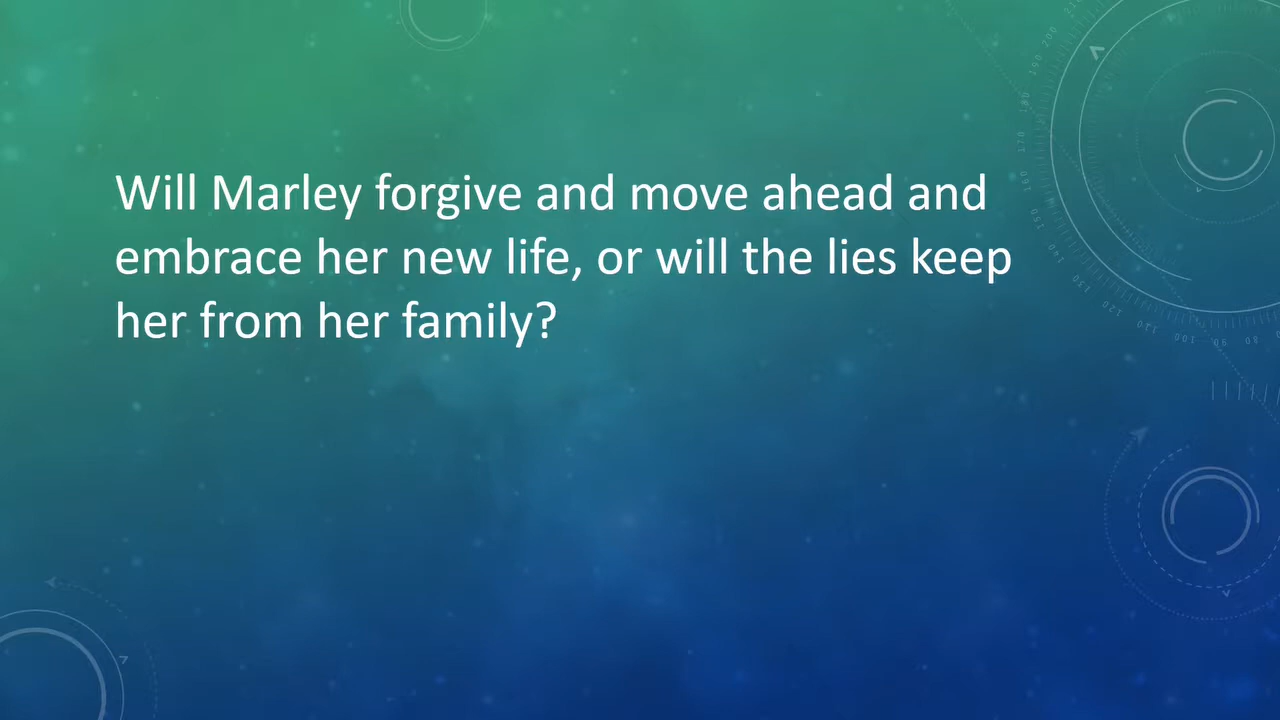 Will Marley forgive and move ahead and
embrace her new life, or will the lies keep
her from her family?